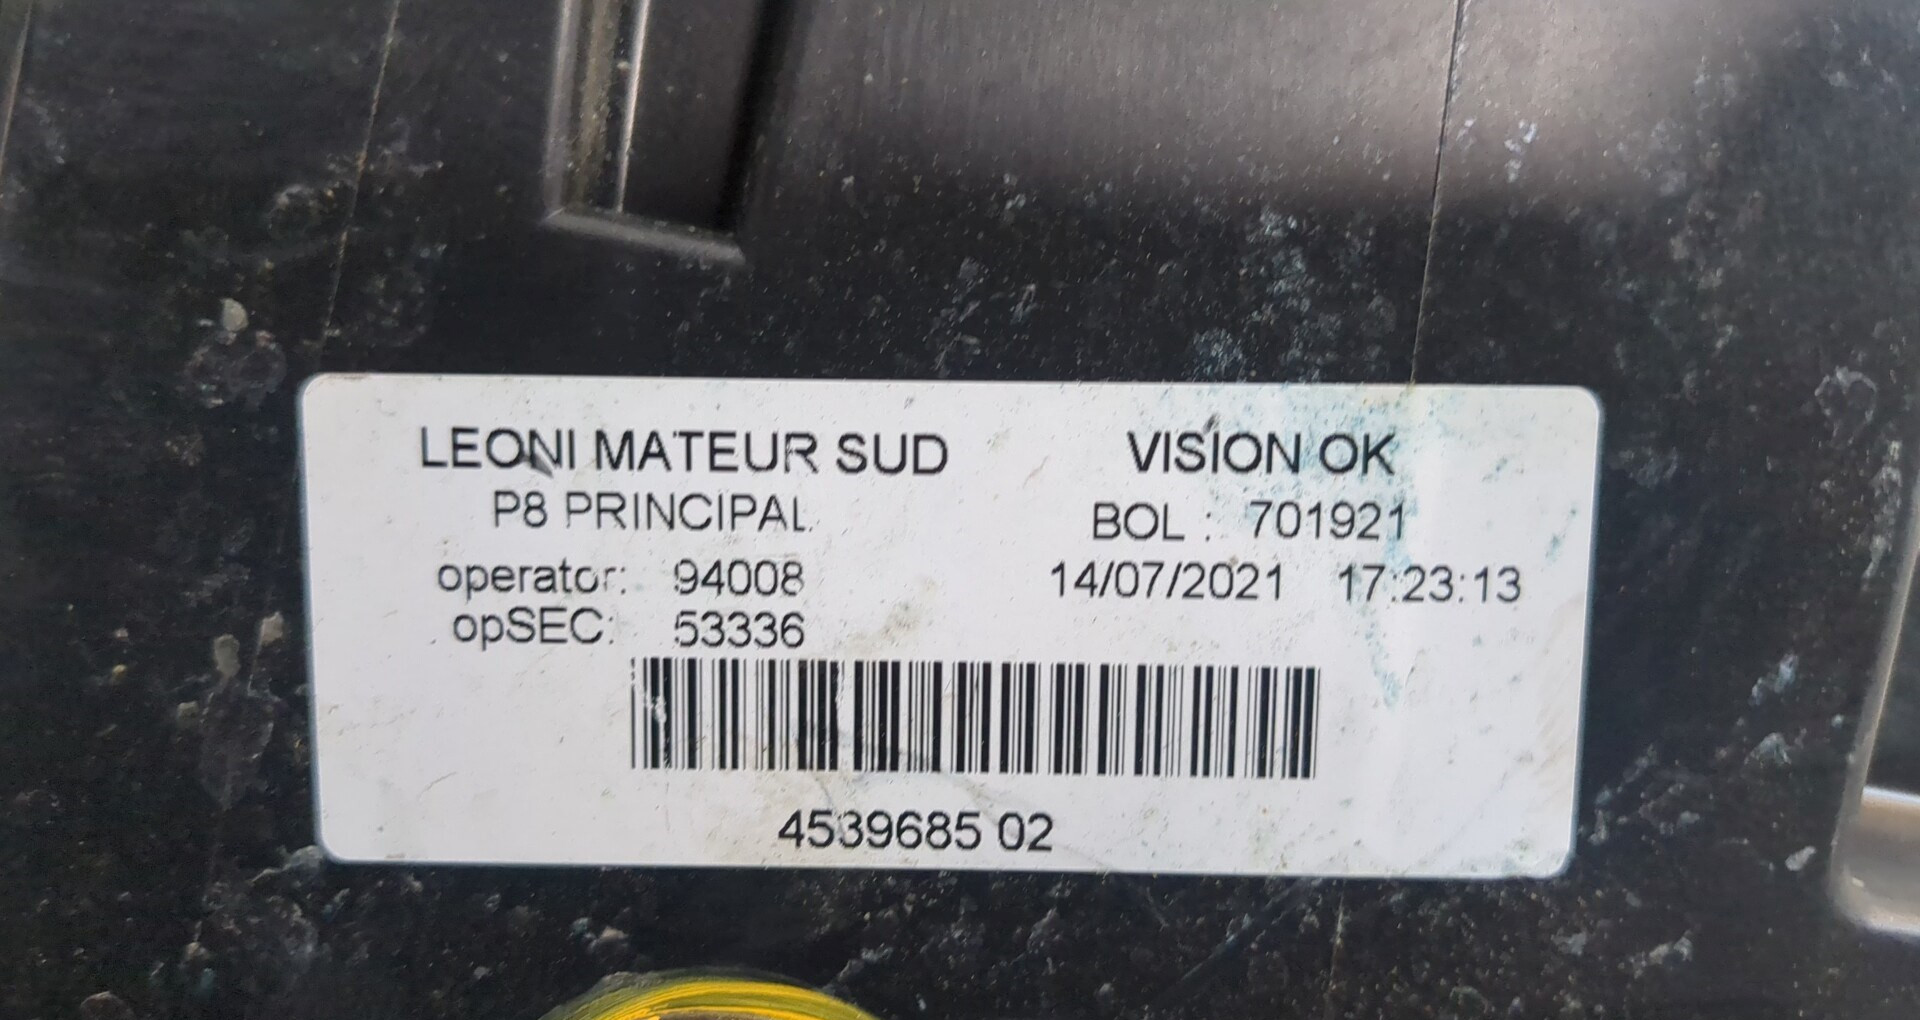 LEONI MATEUR SUD VISION OK
P8 PRINCIPAL BOL : 701921
operator: 94008 14/07/2021 17:23:13
opSEC: 53336
4539685 02